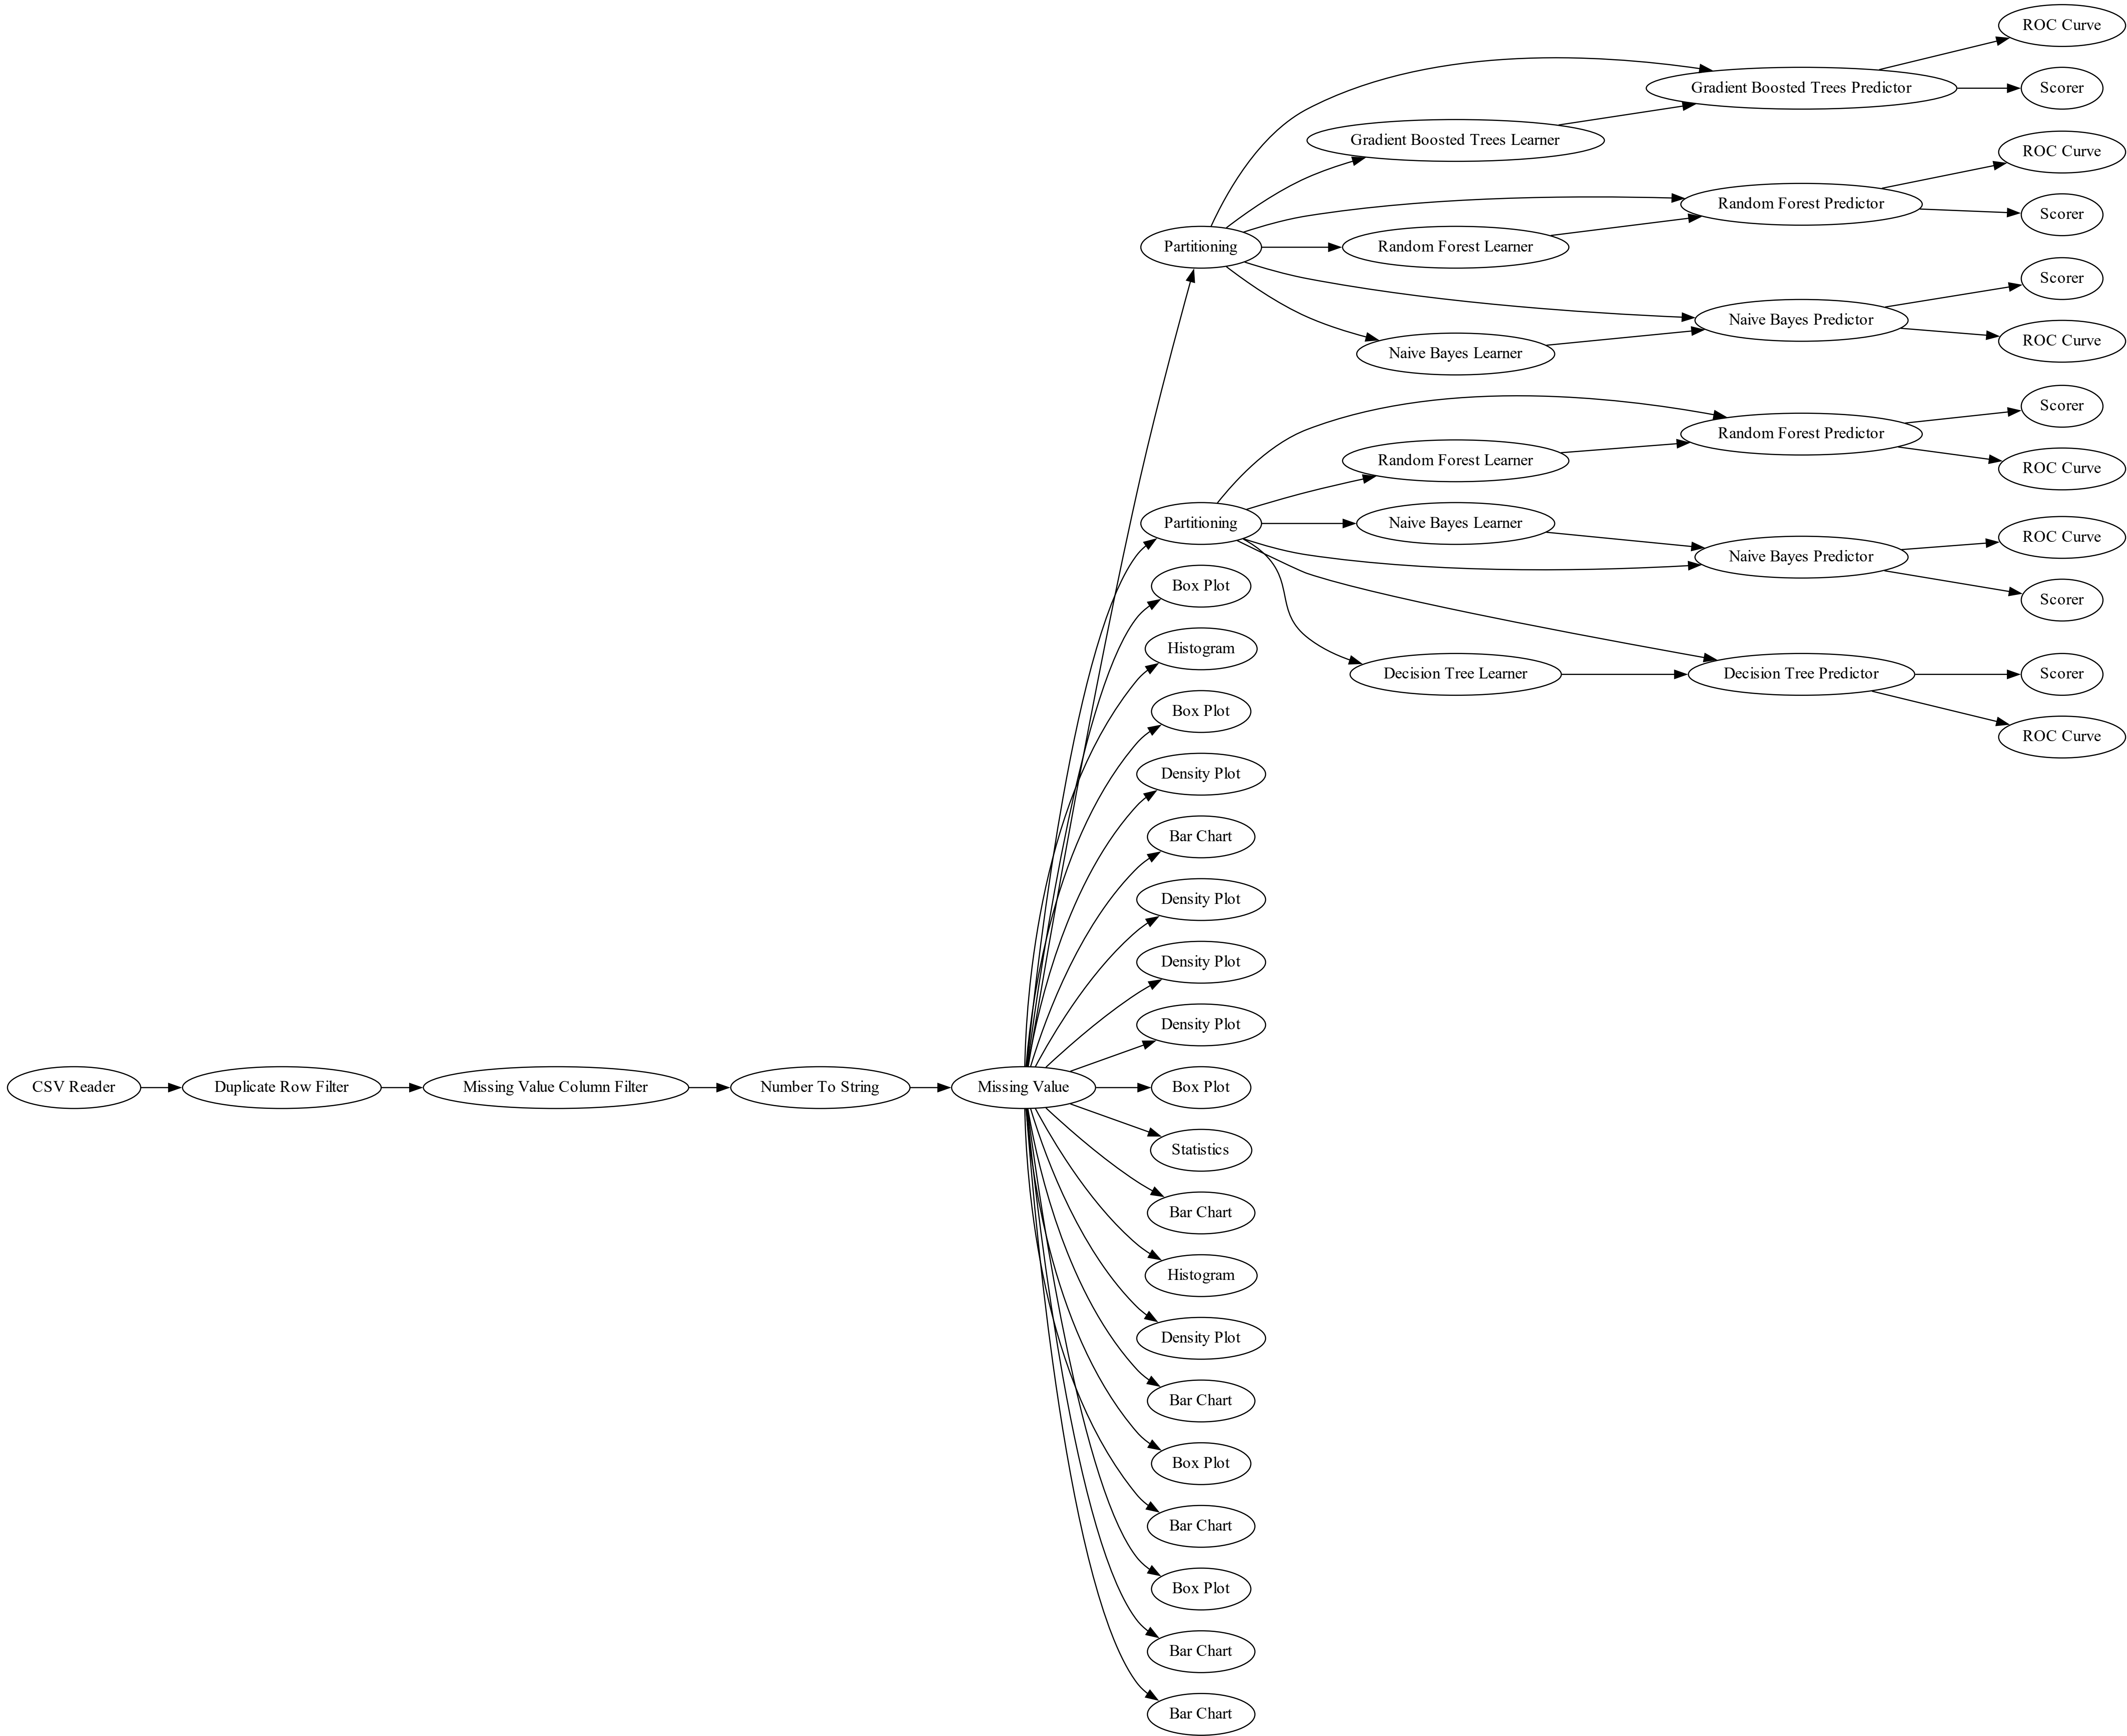 ROC Curve
Gradient Boosted Trees Predictor
Scorer
Gradient Boosted Trees Learner
ROC Curve
Random Forest Predictor
Scorer
Partitioning
Random Forest Learner
Scorer
Naive Bayes Predictor
ROC Curve
Naive Bayes Learner
Scorer
Random Forest Predictor
Random Forest Learner
ROC Curve
Partitioning
Naive Bayes Learner
ROC Curve
Naive Bayes Predictor
Box Plot
Scorer
Histogram
Decision Tree Learner
Decision Tree Predictor
Scorer
Box Plot
ROC Curve
Density Plot
Bar Chart
Density Plot
Density Plot
Density Plot
CSV Reader
Duplicate Row Filter
Missing Value Column Filter
Number To String
Missing Value
Box Plot
Statistics
Bar Chart
Histogram
Density Plot
Bar Chart
Box Plot
Bar Chart
Box Plot
Bar Chart
Bar Chart